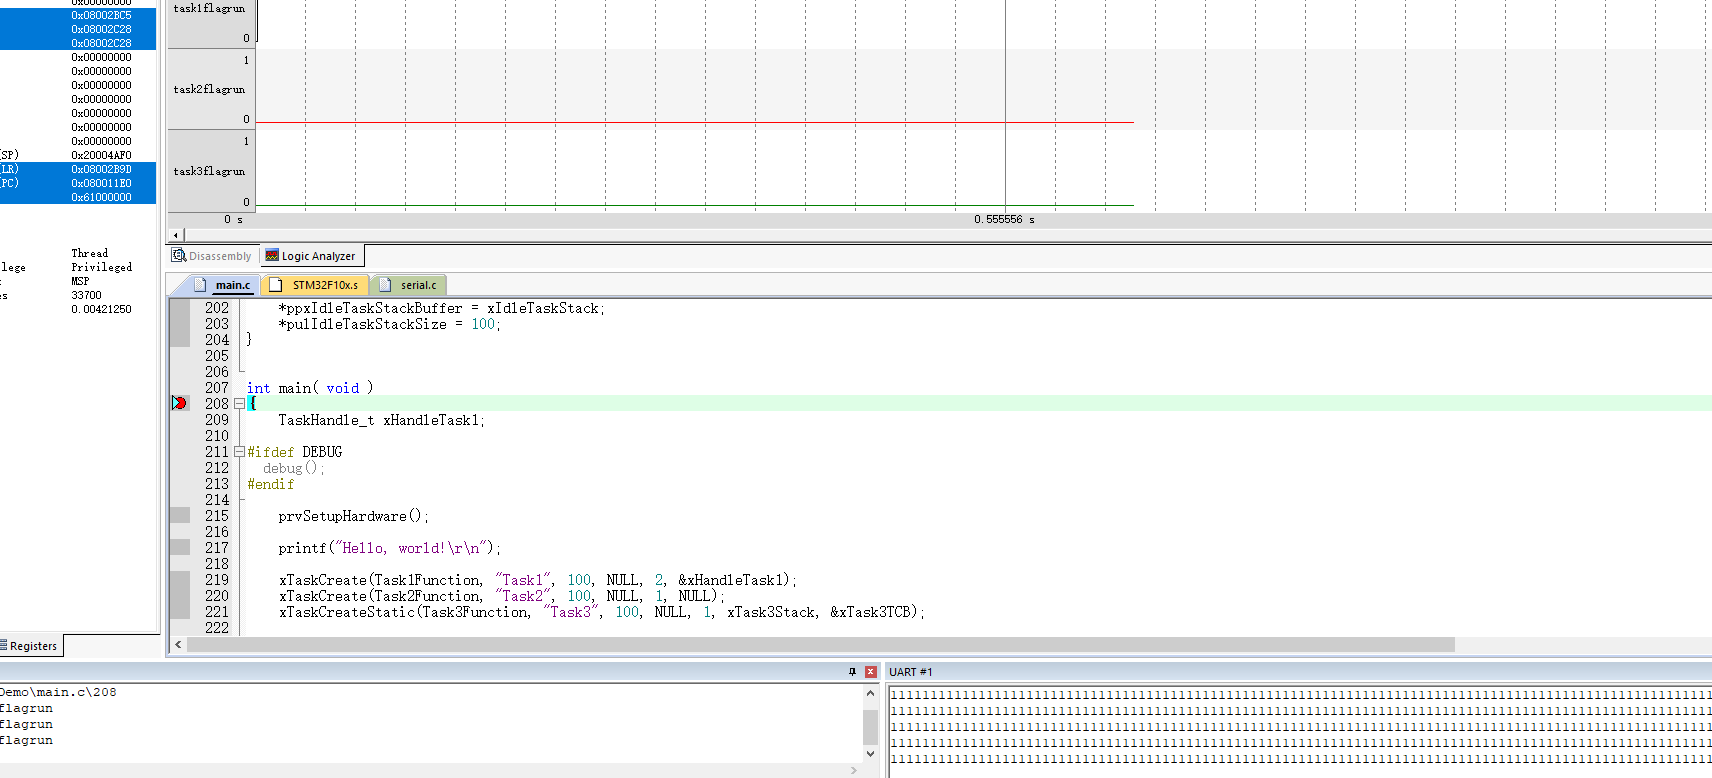 0x00000000
0x08002BC5
0x08002C28
0x08002C28
0x00000000
0x00000000
0x00000000
0x00000000
0x00000000
0x00000000
0x00000000
(SP) 0x20004AF0
(LR) 0x08002B9D
(PC) 0x080011E0
0x61000000
Thread
lege Privileged
MSP
es 33700
0.00421250
Registers
task1flagrun
0
1
task2flagrun
0
1
task3flagrun
0
0 s 0.555556 s
Disassembly Logic Analyzer
main.c STM32F10x.s serial.c
202 *ppxIdleTaskStackBuffer = xIdleTaskStack;
203 *pulIdleTaskStackSize = 100;
204 }
205
206
207 int main( void )
208 {
209 TaskHandle_t xHandleTask1;
210
211 #ifdef DEBUG
212 debug();
213 #endif
214
215 prvSetupHardware();
216
217 printf("Hello, world!\r\n");
218
219 xTaskCreate(Task1Function, "Task1", 100, NULL, 2, &xHandleTask1);
220 xTaskCreate(Task2Function, "Task2", 100, NULL, 1, NULL);
221 xTaskCreateStatic(Task3Function, "Task3", 100, NULL, 1, xTask3Stack, &xTask3TCB);
222
Demo\main.c\208
flagrun
flagrun
flagrun
UART #1